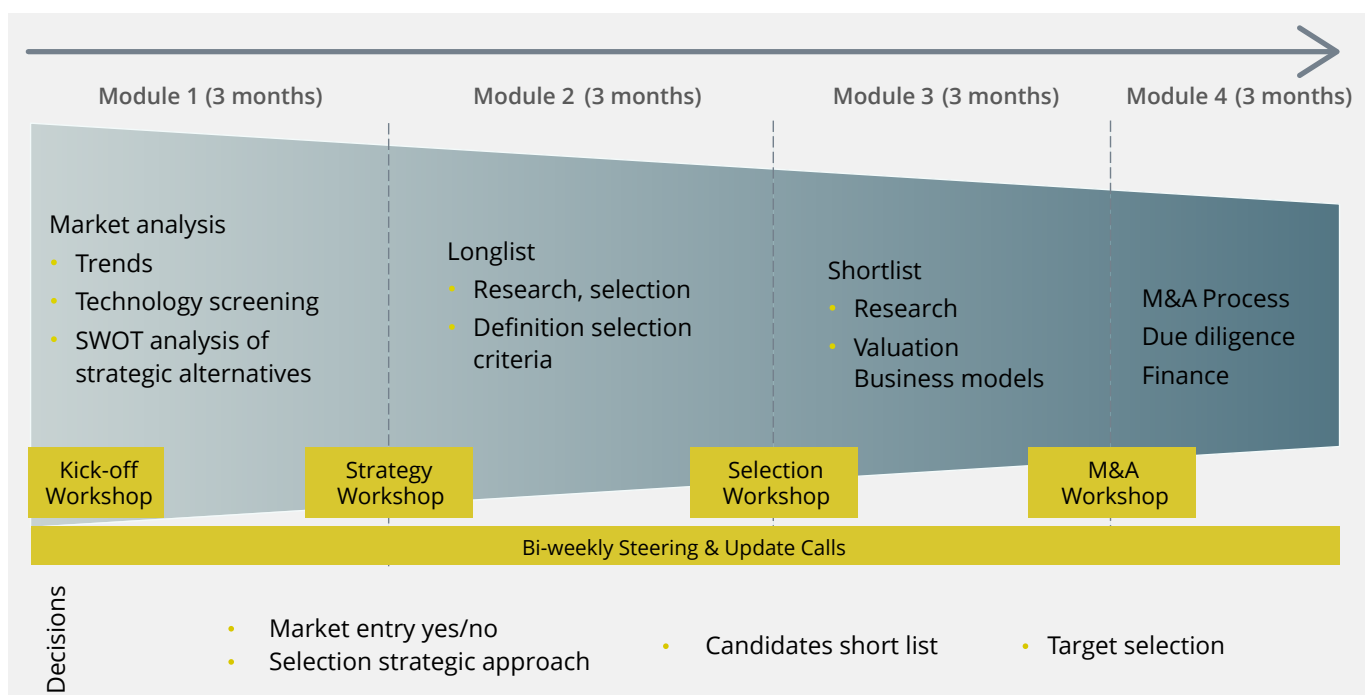 Module 1 (3 months)
Module 2 (3 months)
Module 3 (3 months)
Module 4 (3 months)
Market analysis
• Trends
• Technology screening
• SWOT analysis of
strategic alternatives
Longlist
• Research, selection
• Definition selection
criteria
Shortlist
• Research
• Valuation
Business models
M&A Process
Due diligence
Finance
Kick-off
Workshop
Strategy
Workshop
Selection
Workshop
M&A
Workshop
Bi-weekly Steering & Update Calls
Decisions
• Market entry yes/no
• Selection strategic approach
• Candidates short list
• Target selection